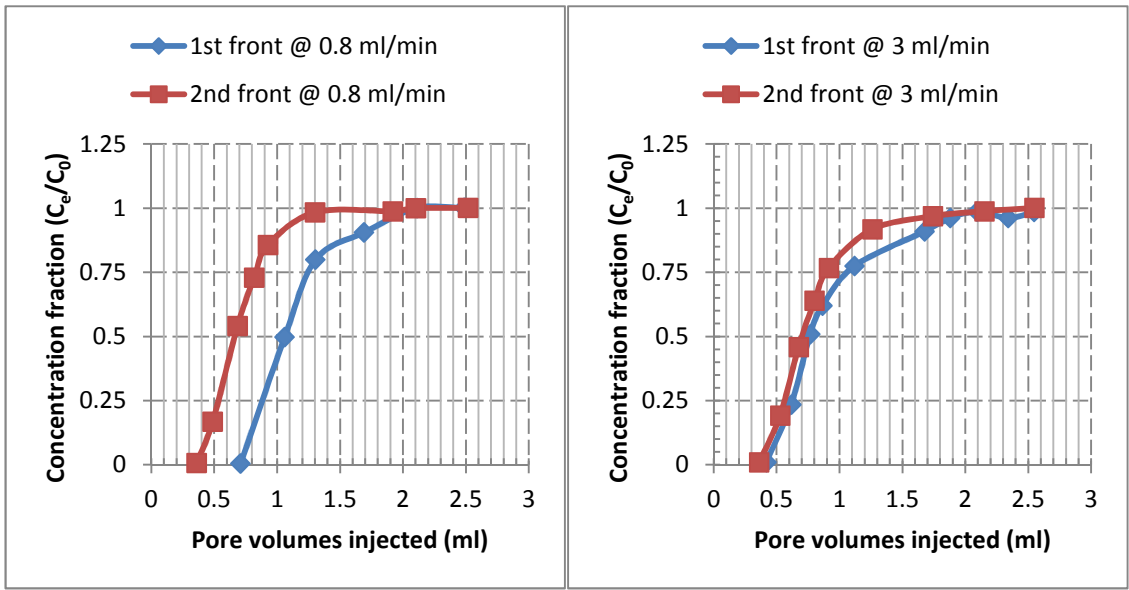 1st front @ 0.8 ml/min
2nd front @ 0.8 ml/min
Concentration fraction (Ce/C0)
1.25
1
0.75
0.5
0.25
0
0 0.5 1 1.5 2 2.5 3
Pore volumes injected (ml)
1st front @ 3 ml/min
2nd front @ 3 ml/min
Concentration fraction (Ce/C0)
1.25
1
0.75
0.5
0.25
0
0 0.5 1 1.5 2 2.5 3
Pore volumes injected (ml)